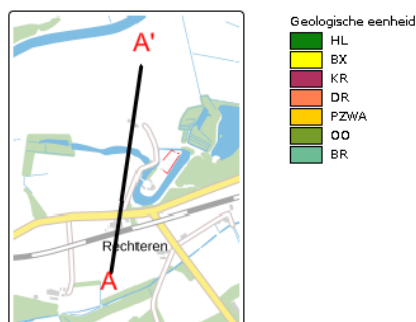 A'
Rechteren
A
Geologische eenheid
HL
BX
KR
DR
PZWA
OO
BR